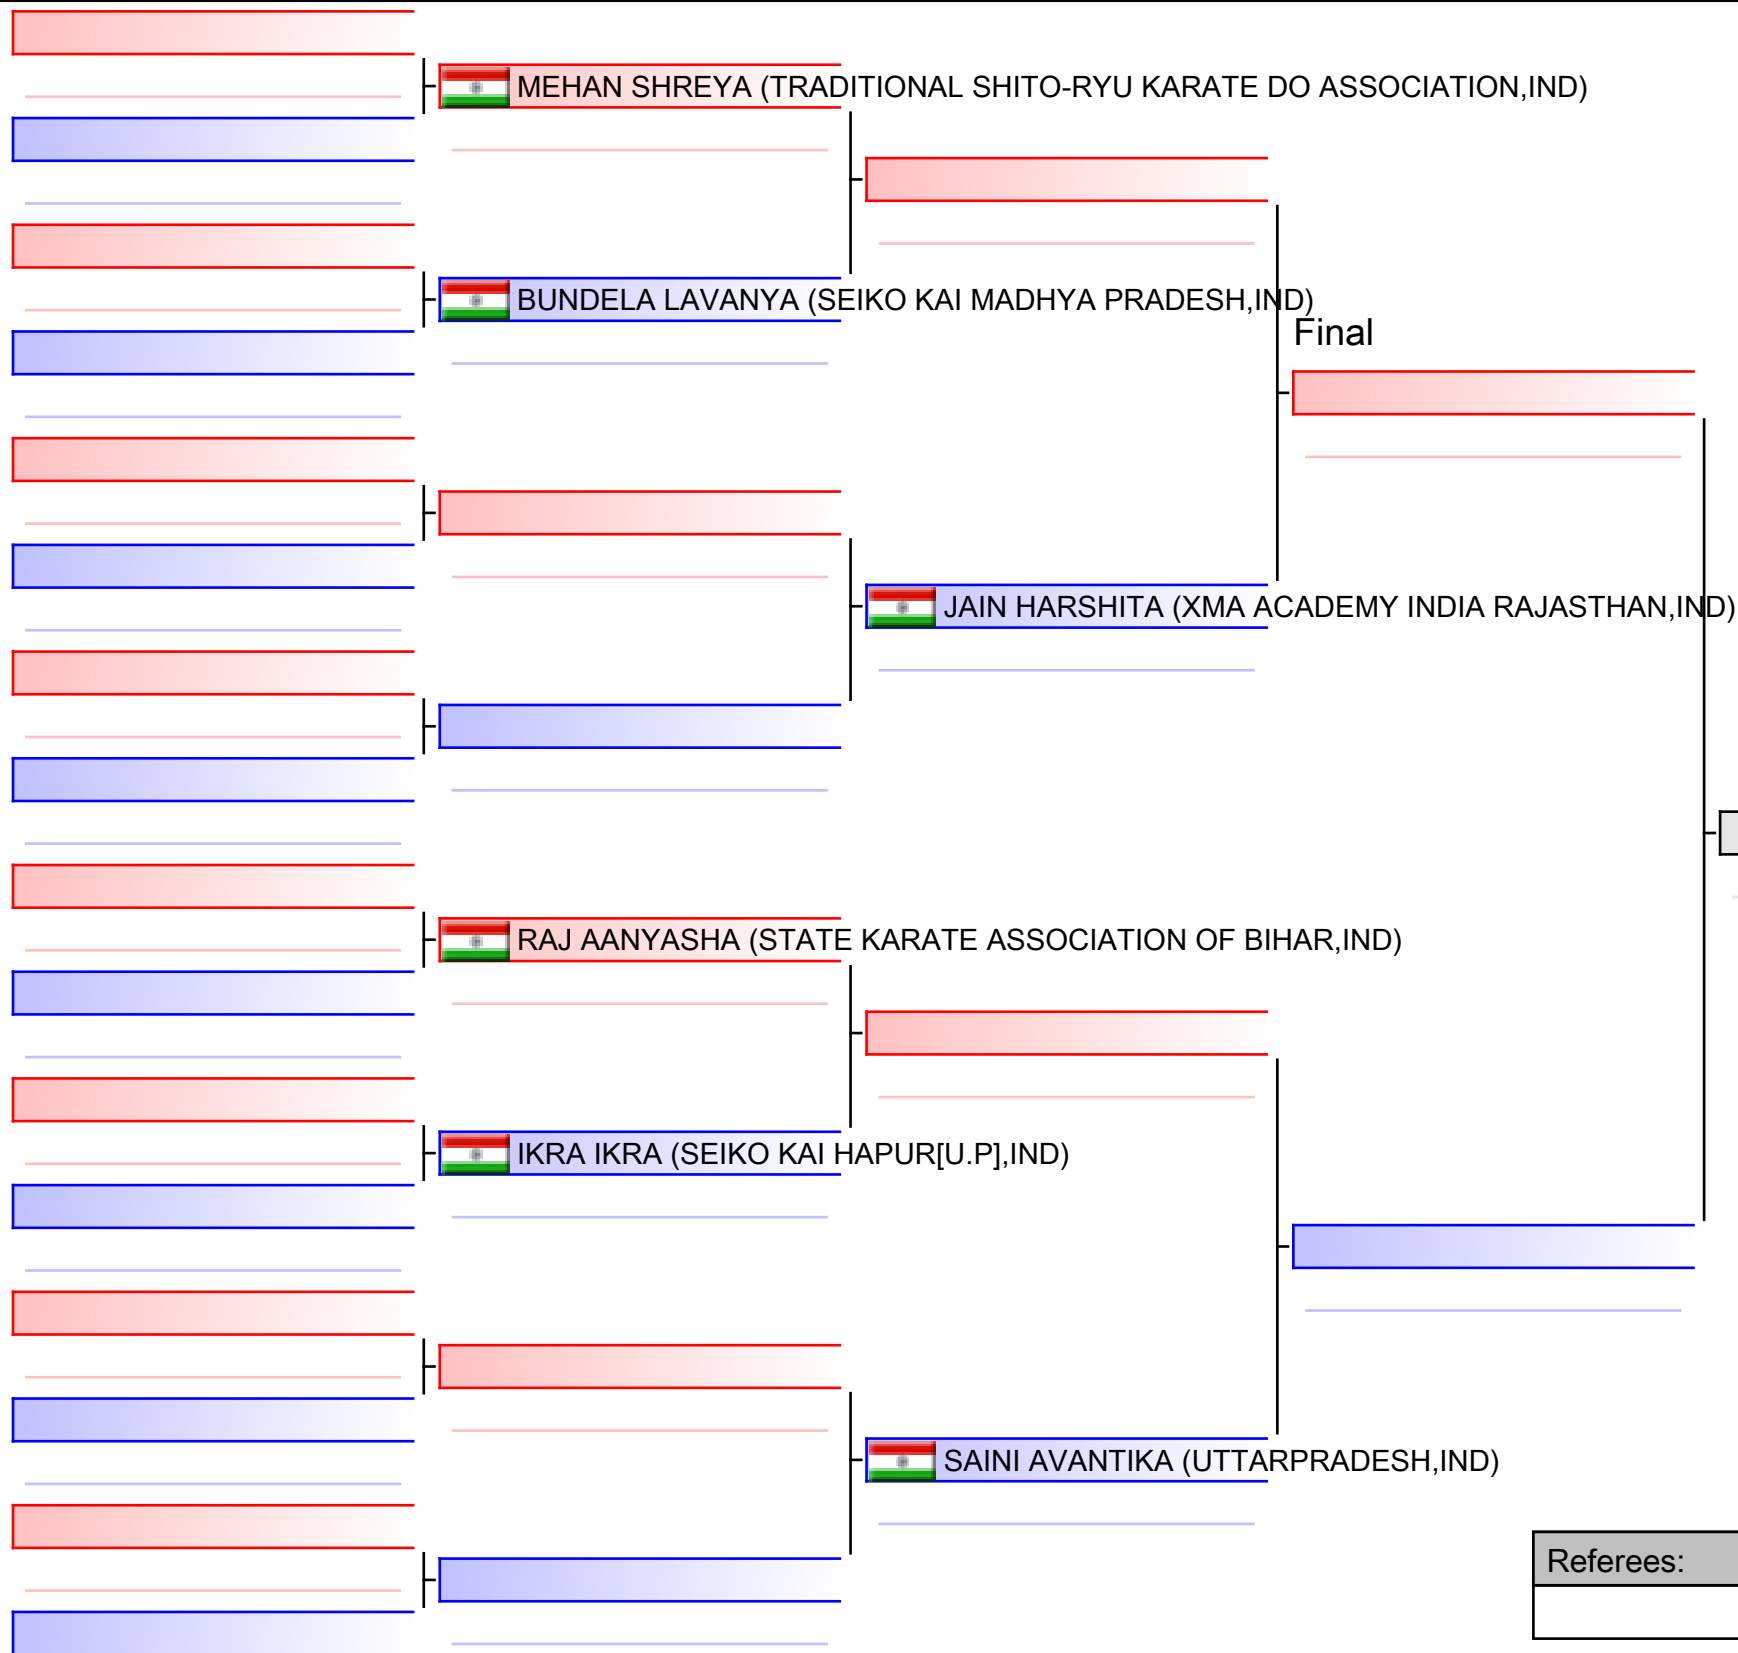 MEHAN SHREYA (TRADITIONAL SHITO-RYU KARATE DO ASSOCIATION,IND)
BUNDELA LAVANYA (SEIKO KAI MADHYA PRADESH,IND)
Final
JAIN HARSHITA (XMA ACADEMY INDIA RAJASTHAN,IND)
RAJ AANYASHA (STATE KARATE ASSOCIATION OF BIHAR,IND)
IKRA IKRA (SEIKO KAI HAPUR[U.P],IND)
SAINI AVANTIKA (UTTARPRADESH,IND)
Referees: